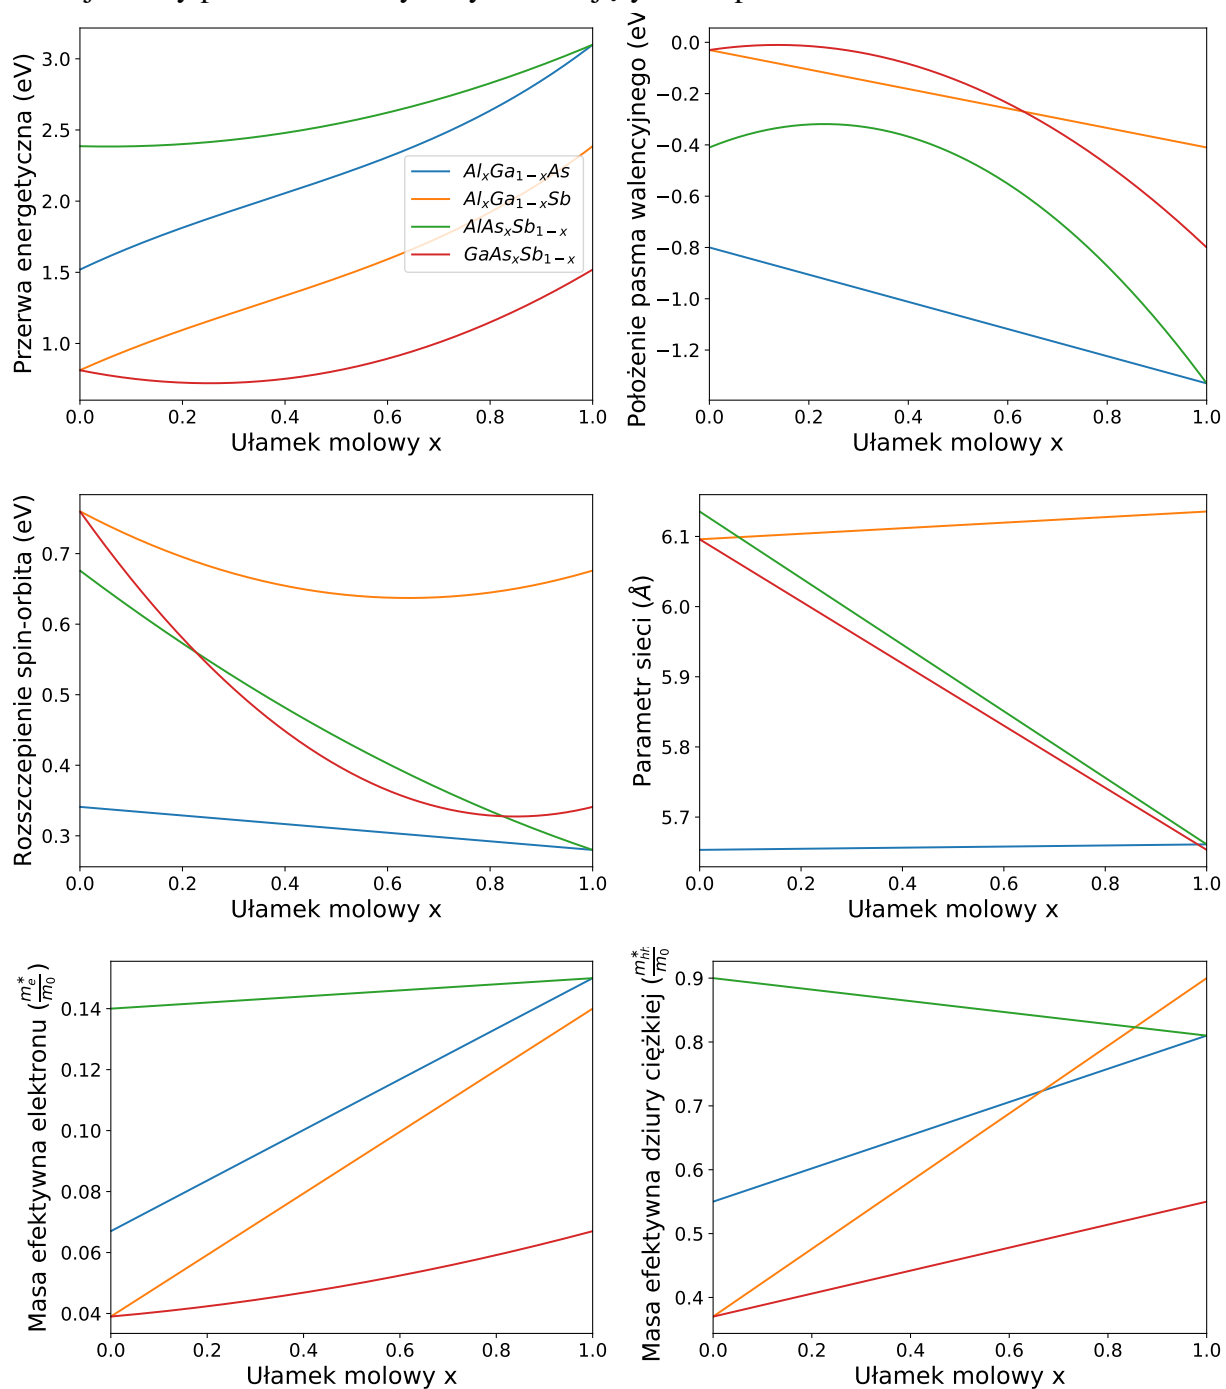 Przerwa energetyczna (eV)
3.0
2.5
2.0
1.5
1.0
0.0 0.2 0.4 0.6 0.8 1.0
Ułamek molowy x
AlₓGa₁₋ₓAs
AlₓGa₁₋ₓSb
AlAsₓSb₁₋ₓ
GaAsₓSb₁₋ₓ
Położenie pasma walencyjnego (eV
0.0
−0.2
−0.4
−0.6
−0.8
−1.0
−1.2
0.0 0.2 0.4 0.6 0.8 1.0
Ułamek molowy x
Rozszczepienie spin-orbita (eV)
0.7
0.6
0.5
0.4
0.3
0.0 0.2 0.4 0.6 0.8 1.0
Ułamek molowy x
Parametr sieci (Å)
6.1
6.0
5.9
5.8
5.7
0.0 0.2 0.4 0.6 0.8 1.0
Ułamek molowy x
Masa efektywna elektronu (m*ₑ/m₀)
0.14
0.12
0.10
0.08
0.06
0.04
0.0 0.2 0.4 0.6 0.8 1.0
Ułamek molowy x
Masa efektywna dziury ciężkiej (m*ₕₕ/m₀
0.9
0.8
0.7
0.6
0.5
0.4
0.0 0.2 0.4 0.6 0.8 1.0
Ułamek molowy x